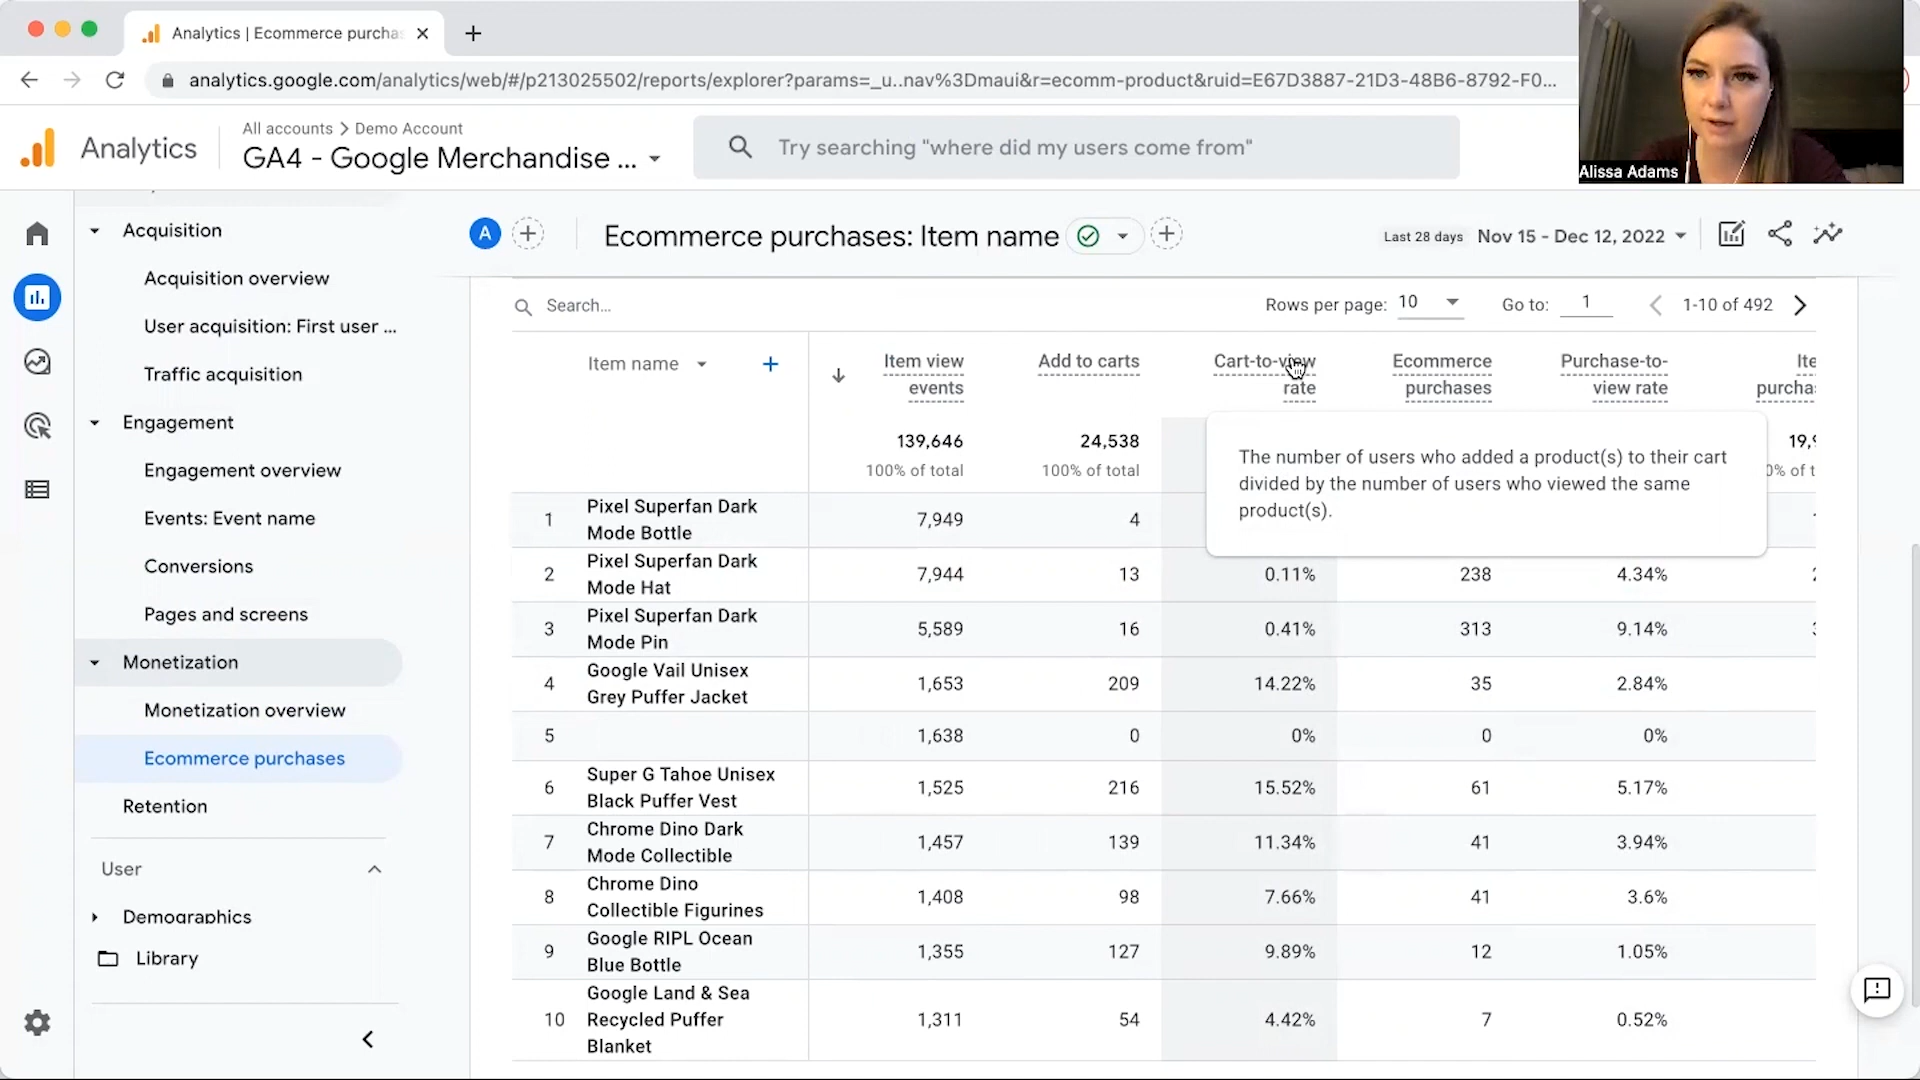 Analytics | Ecommerce purcha
analytics.google.com/analytics/web/#/p213025502/reports/explorer?params=_u..nav%3Dmaui&r=ecomm-product&ruid=E67D3887-21D3-48B6-8792-F0...
Alissa Adams
Analytics
All accounts > Demo Account
GA4 - Google Merchandise ...
Try searching "where did my users come from"
Acquisition
Acquisition overview
User acquisition: First user ...
Traffic acquisition
Engagement
Engagement overview
Events: Event name
Conversions
Pages and screens
Monetization
Monetization overview
Ecommerce purchases
Retention
User
Demographics
Library
A
Ecommerce purchases: Item name
Last 28 days Nov 15 - Dec 12, 2022
Search...
Rows per page: 10
Go to: 1
1-10 of 492
Item name
Item view
events
Add to carts
Cart-to-view
rate
Ecommerce
purchases
Purchase-to-
view rate
Ite
purcha
139,646
100% of total
24,538
100% of total
19,9
0% of t
The number of users who added a product(s) to their cart
divided by the number of users who viewed the same
product(s).
1 Pixel Superfan Dark
Mode Bottle
7,949 4
2 Pixel Superfan Dark
Mode Hat
7,944 13 0.11% 238 4.34%
3 Pixel Superfan Dark
Mode Pin
5,589 16 0.41% 313 9.14%
4 Google Vail Unisex
Grey Puffer Jacket
1,653 209 14.22% 35 2.84%
5 1,638 0 0% 0 0%
6 Super G Tahoe Unisex
Black Puffer Vest
1,525 216 15.52% 61 5.17%
7 Chrome Dino Dark
Mode Collectible
1,457 139 11.34% 41 3.94%
8 Chrome Dino
Collectible Figurines
1,408 98 7.66% 41 3.6%
9 Google RIPL Ocean
Blue Bottle
1,355 127 9.89% 12 1.05%
10 Google Land & Sea
Recycled Puffer
Blanket
1,311 54 4.42% 7 0.52%